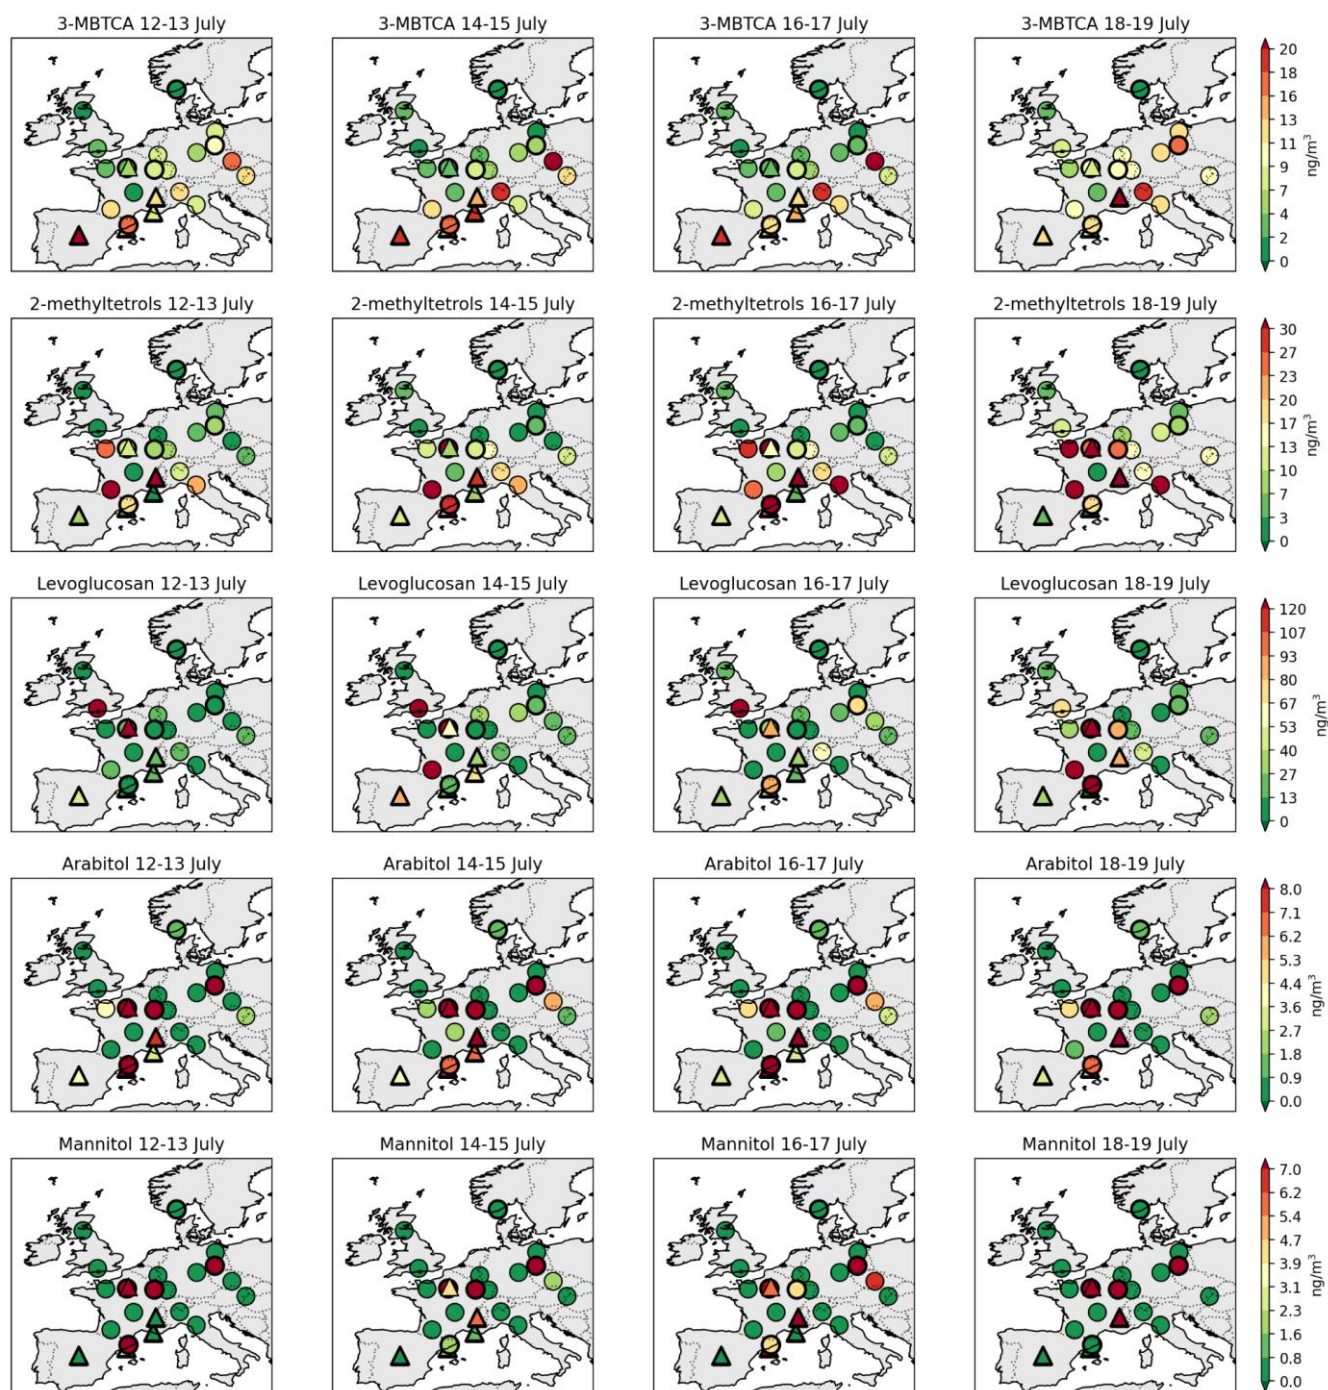 3-MBTCA 12-13 July
3-MBTCA 14-15 July
3-MBTCA 16-17 July
3-MBTCA 18-19 July
20
18
16
13
11
9
7
4
2
0
ng/m³
2-methyltetrols 12-13 July
2-methyltetrols 14-15 July
2-methyltetrols 16-17 July
2-methyltetrols 18-19 July
30
27
23
20
17
13
10
7
3
0
ng/m³
Levoglucosan 12-13 July
Levoglucosan 14-15 July
Levoglucosan 16-17 July
Levoglucosan 18-19 July
120
107
93
80
67
53
40
27
13
0
ng/m³
Arabitol 12-13 July
Arabitol 14-15 July
Arabitol 16-17 July
Arabitol 18-19 July
8.0
7.1
6.2
5.3
4.4
3.6
2.7
1.8
0.9
0.0
ng/m³
Mannitol 12-13 July
Mannitol 14-15 July
Mannitol 16-17 July
Mannitol 18-19 July
7.0
6.2
5.4
4.7
3.9
3.1
2.3
1.6
0.8
0.0
ng/m³